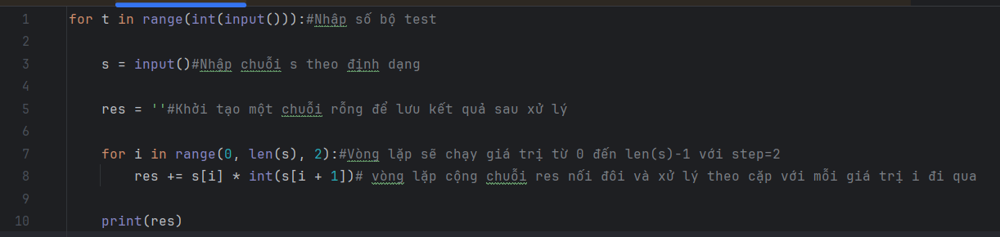 1 for t in range(int(input())):#Nhập số bộ test
2
3 s = input()#Nhập chuỗi s theo định dạng
4
5 res = ''#Khởi tạo một chuỗi rỗng để lưu kết quả sau xử lý
6
7 for i in range(0, len(s), 2):#Vòng lặp sẽ chạy giá trị từ 0 đến len(s)-1 với step=2
8 res += s[i] * int(s[i + 1])# vòng lặp cộng chuỗi res nối đôi và xử lý theo cặp với mỗi giá trị i đi qua
9
10 print(res)